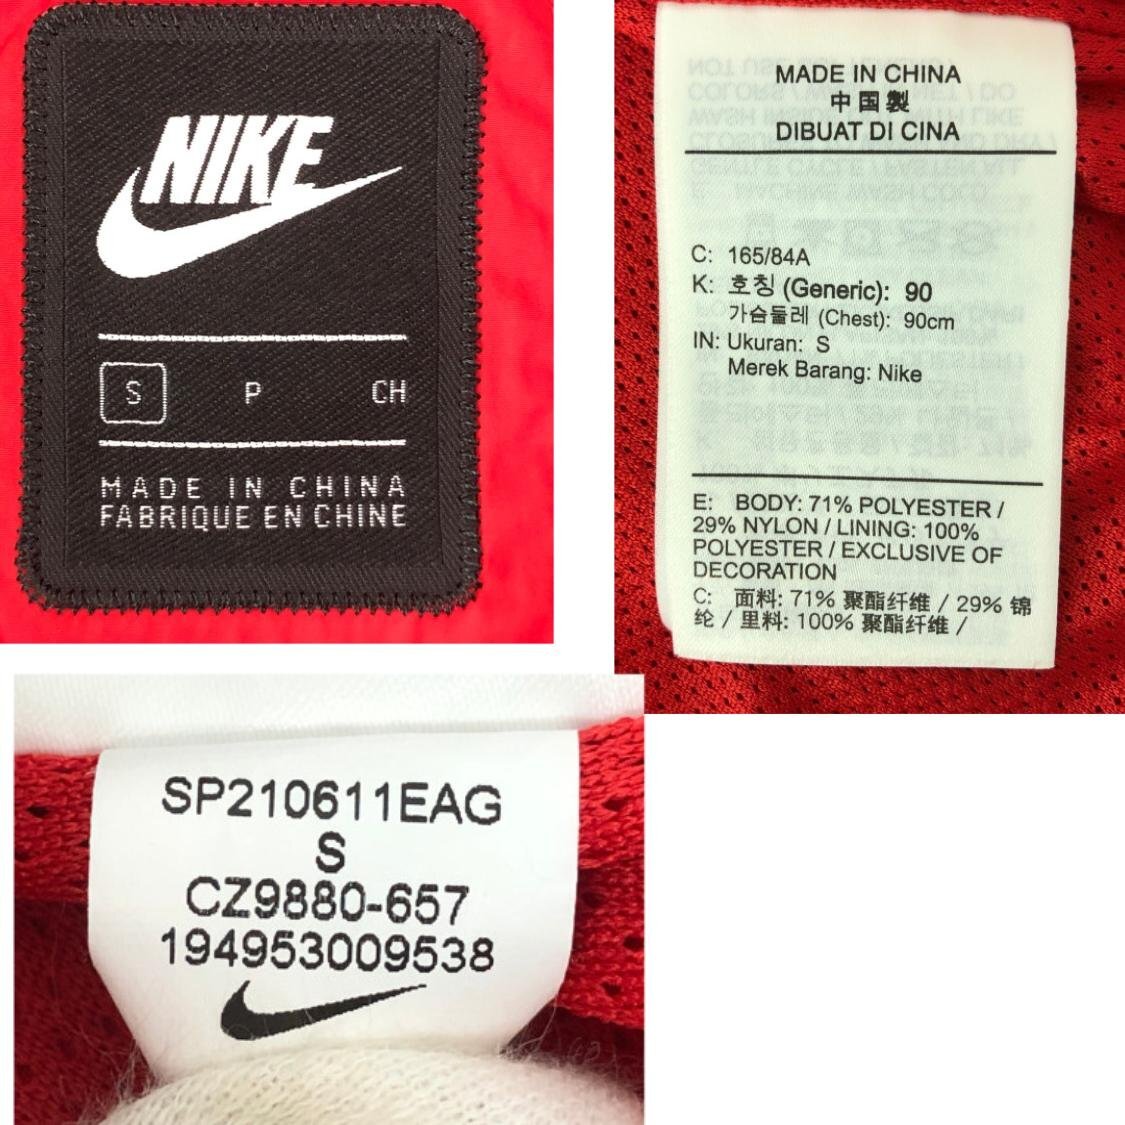 NIKE
S P CH
MADE IN CHINA
FABRIQUE EN CHINE
MADE IN CHINA
中国製
DIBUAT DI CINA
C: 165/84A
K: 호칭 (Generic): 90
가슴둘레 (Chest): 90cm
IN: Ukuran: S
Merek Barang: Nike
E: BODY: 71% POLYESTER /
29% NYLON / LINING: 100%
POLYESTER / EXCLUSIVE OF
DECORATION
C: 面料: 71% 聚酯纤维 / 29% 锦
纶 / 里料: 100% 聚酯纤维 /
SP210611EAG
S
CZ9880-657
194953009538